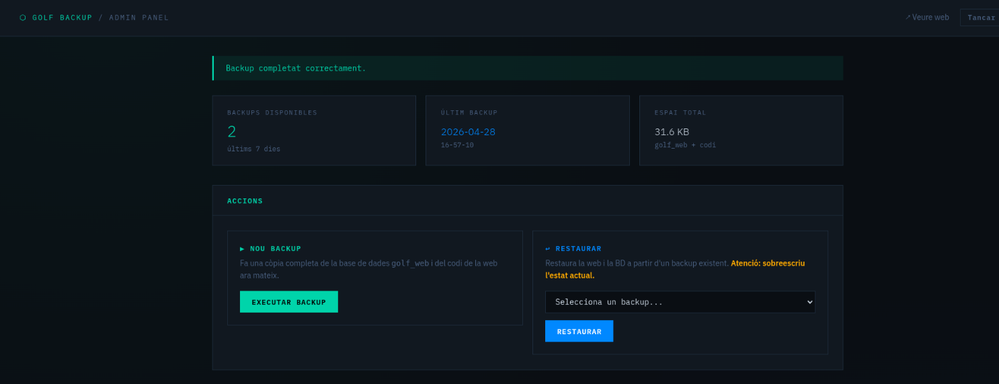 ⬡ GOLF BACKUP / ADMIN PANEL
↗ Veure web
Tancar
Backup completat correctament.
BACKUPS DISPONIBLES
2
últims 7 dies
ÚLTIM BACKUP
2026-04-28
16-57-10
ESPAI TOTAL
31.6 KB
golf_web + codi
ACCIONS
▶ NOU BACKUP
Fa una còpia completa de la base de dades golf_web i del codi de la web
ara mateix.
EXECUTAR BACKUP
↩ RESTAURAR
Restaura la web i la BD a partir d'un backup existent. Atenció: sobreescriu
l'estat actual.
Selecciona un backup...
RESTAURAR